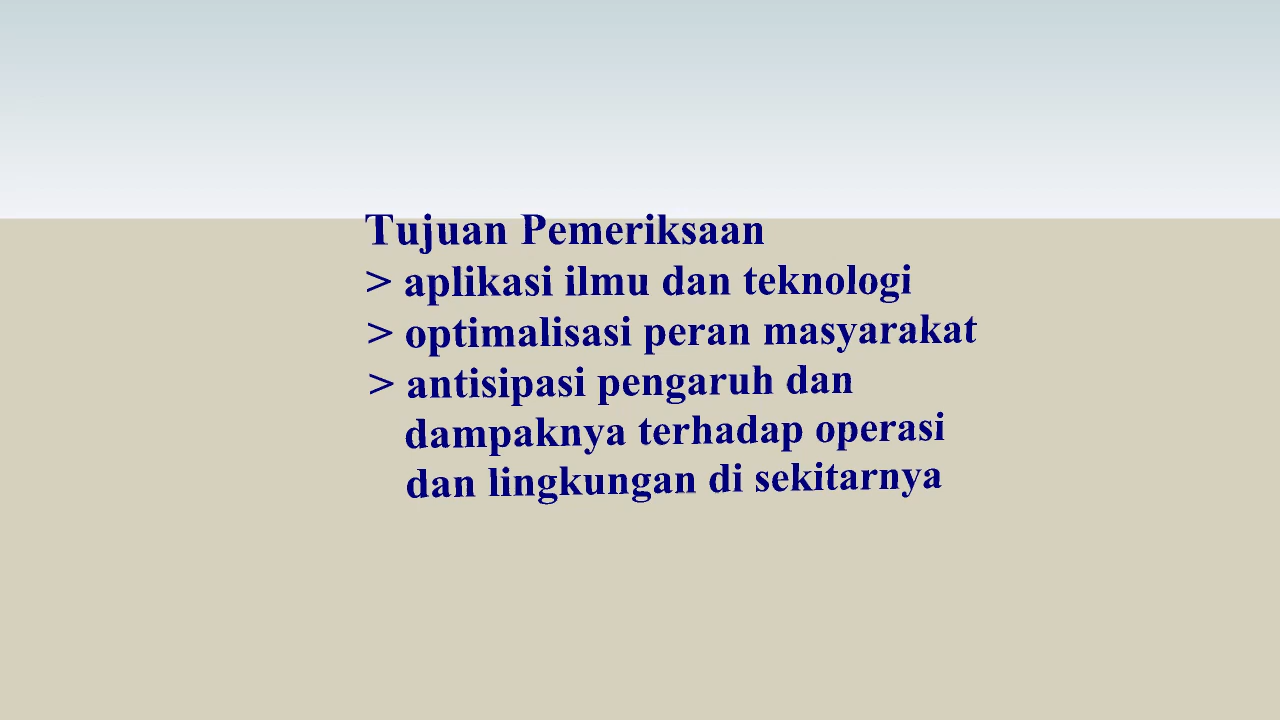 Tujuan Pemeriksaan
> aplikasi ilmu dan teknologi
> optimalisasi peran masyarakat
> antisipasi pengaruh dan
dampaknya terhadap operasi
dan lingkungan di sekitarnya